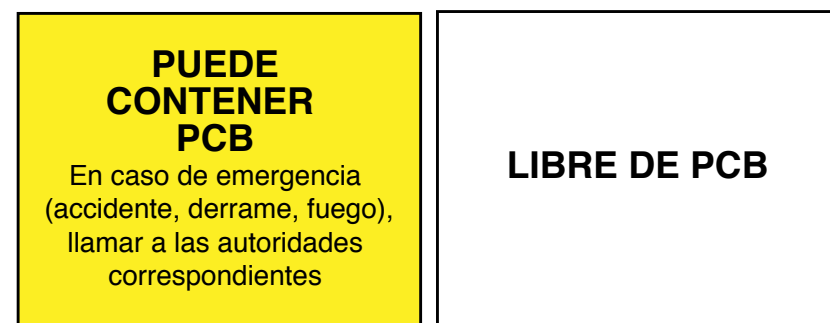 PUEDE
CONTENER
PCB
En caso de emergencia
(accidente, derrame, fuego),
llamar a las autoridades
correspondientes
LIBRE DE PCB